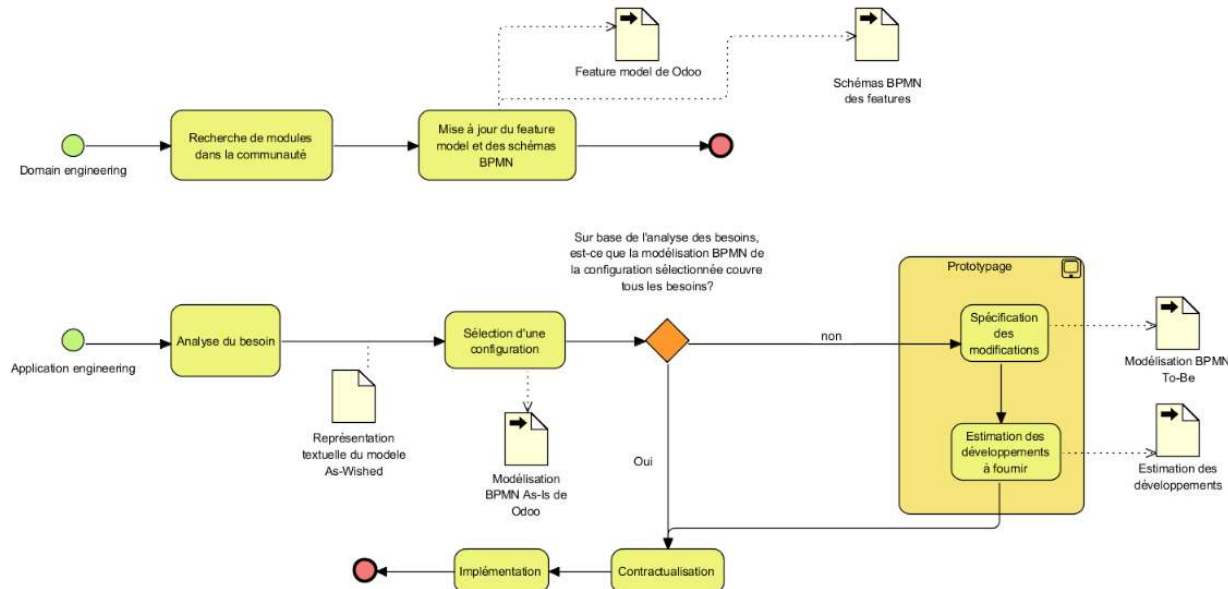 Feature model de Odoo
Schémas BPMN
des features
Recherche de modules
dans la communauté
Mise à jour du feature
model et des schémas
BPMN
Domain engineering
Sur base de l'analyse des besoins,
est-ce que la modélisation BPMN de
la configuration sélectionnée couvre
tous les besoins?
Prototypage
Analyse du besoin
Sélection d'une
configuration
non
Spécification
des
modifications
Application engineering
Modélisation BPMN
To-Be
Représentation
textuelle du modele
As-Wished
Modélisation
BPMN As-Is de
Odoo
Oui
Estimation des
développements
à fournir
Estimation des
développements
Implémentation
Contractualisation